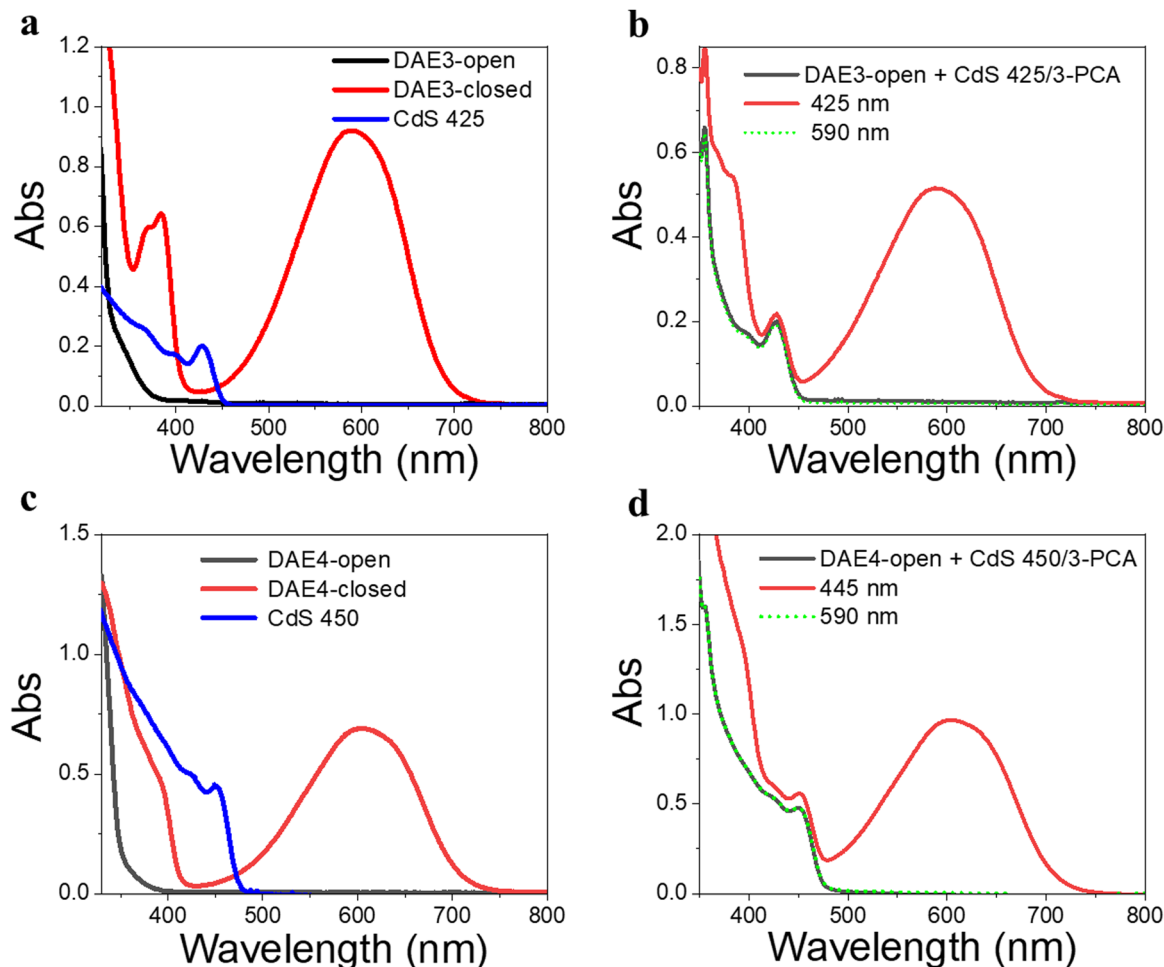 a
1.2
1.0
0.8
0.6
0.4
0.2
0.0
Abs
DAE3-open
DAE3-closed
CdS 425
400 500 600 700 800
Wavelength (nm)
b
0.8
0.6
0.4
0.2
0.0
Abs
DAE3-open + CdS 425/3-PCA
425 nm
590 nm
400 500 600 700 800
Wavelength (nm)
c
1.5
1.0
0.5
0.0
Abs
DAE4-open
DAE4-closed
CdS 450
400 500 600 700 800
Wavelength (nm)
d
2.0
1.5
1.0
0.5
0.0
Abs
DAE4-open + CdS 450/3-PCA
445 nm
590 nm
400 500 600 700 800
Wavelength (nm)